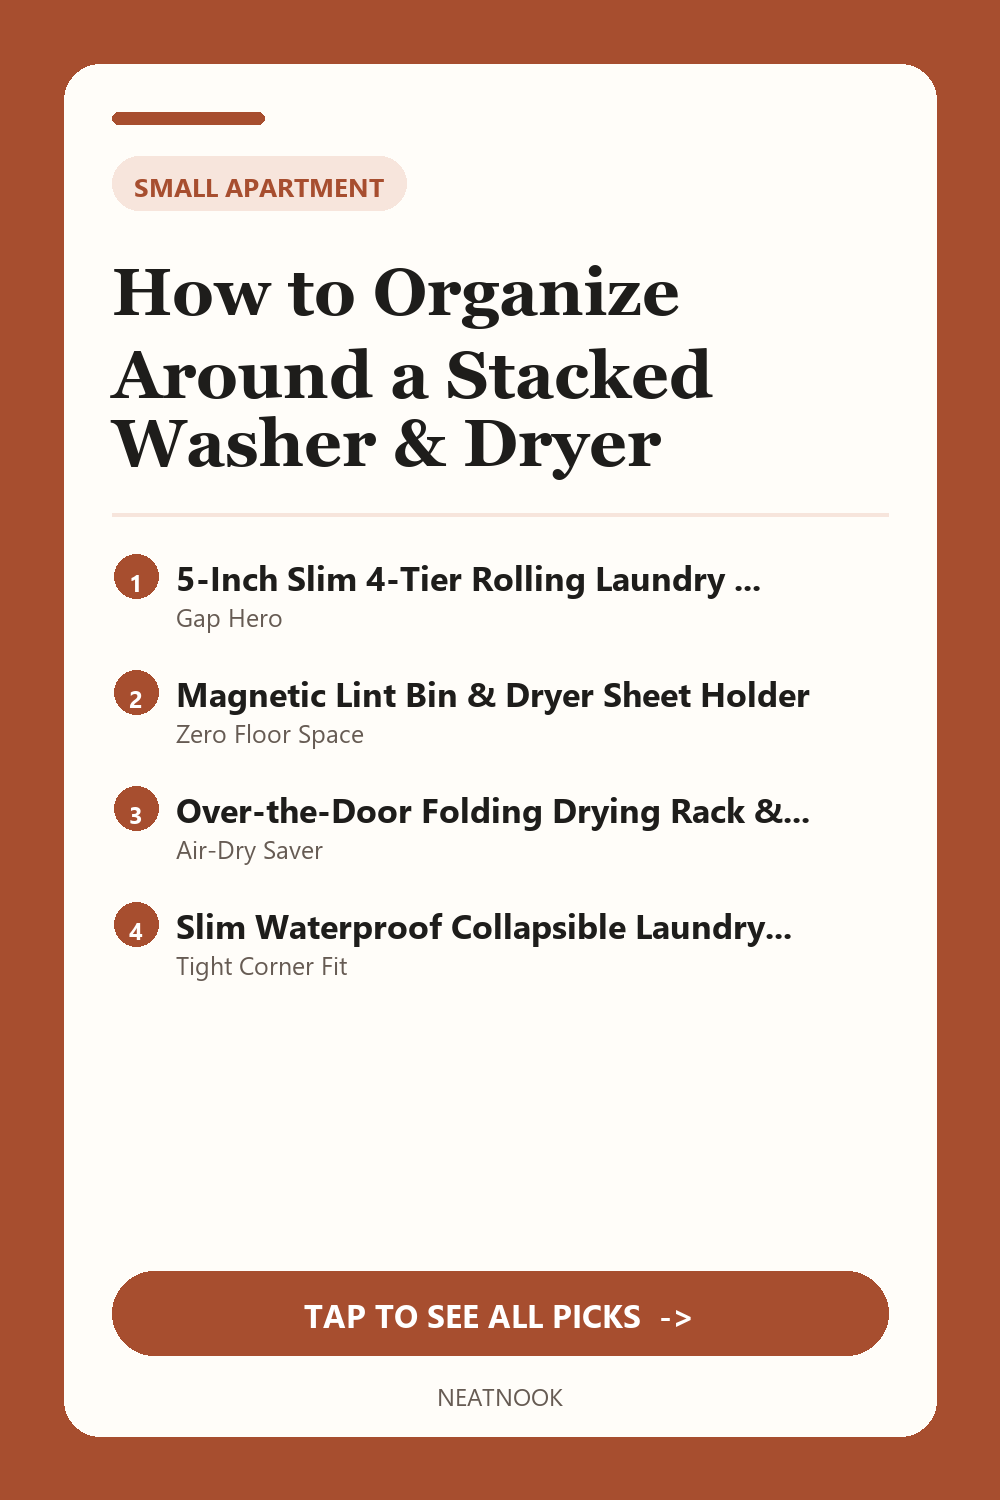 SMALL APARTMENT
How to Organize
Around a Stacked
Washer & Dryer
1 5-Inch Slim 4-Tier Rolling Laundry ...
Gap Hero
2 Magnetic Lint Bin & Dryer Sheet Holder
Zero Floor Space
3 Over-the-Door Folding Drying Rack &...
Air-Dry Saver
4 Slim Waterproof Collapsible Laundry...
Tight Corner Fit
TAP TO SEE ALL PICKS ->
NEATNOOK